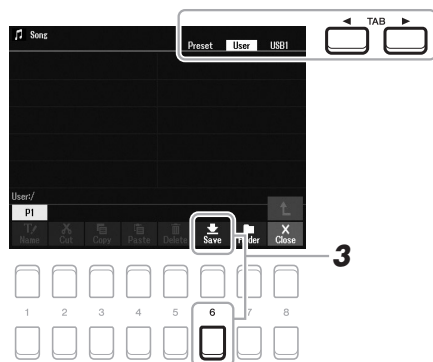 Song
Preset User USB1
◀ TAB ▶
User:/
P1
Name Cut Copy Paste Delete Save Folder Close
3
1 2 3 4 5 6 7 8